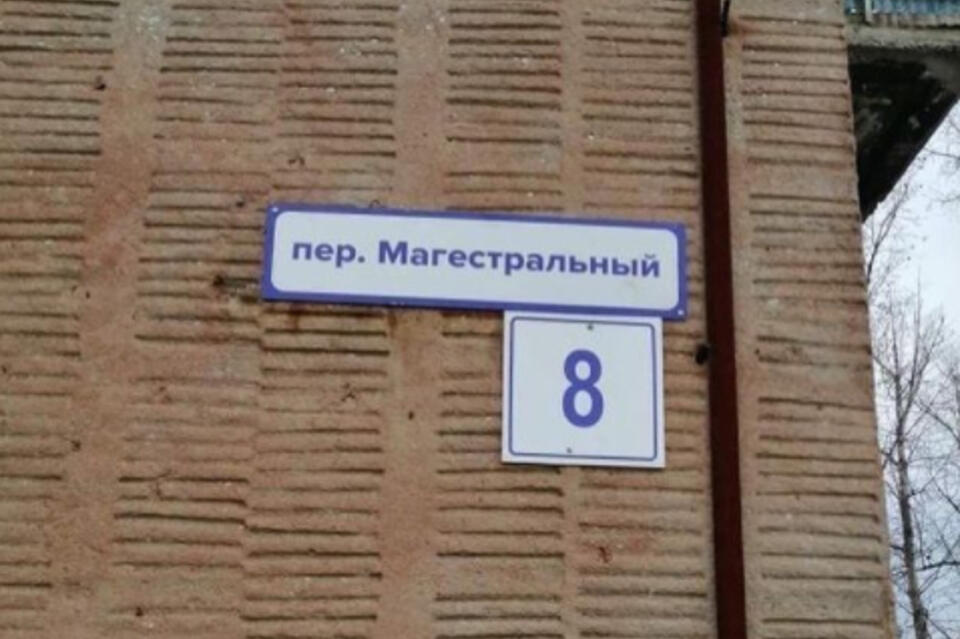 пер. Магестральный
8